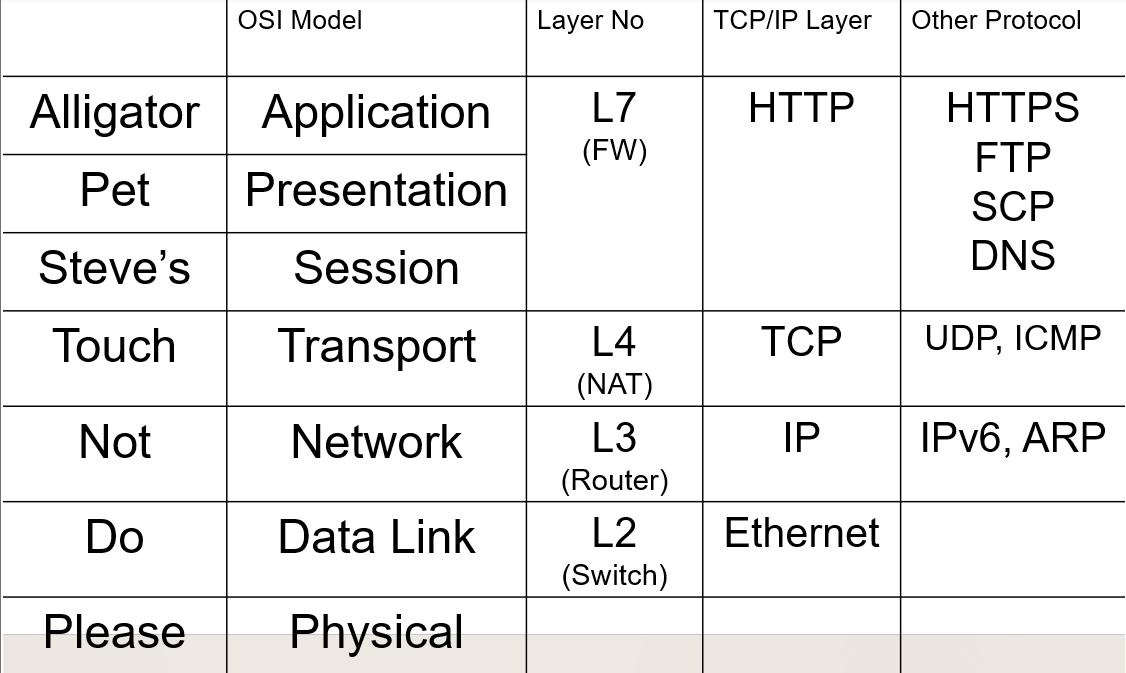 OSI Model
Layer No
TCP/IP Layer
Other Protocol
Alligator
Application
L7
(FW)
HTTP
HTTPS
FTP
SCP
DNS
Pet
Presentation
Steve’s
Session
Touch
Transport
L4
(NAT)
TCP
UDP, ICMP
Not
Network
L3
(Router)
IP
IPv6, ARP
Do
Data Link
L2
(Switch)
Ethernet
Please
Physical